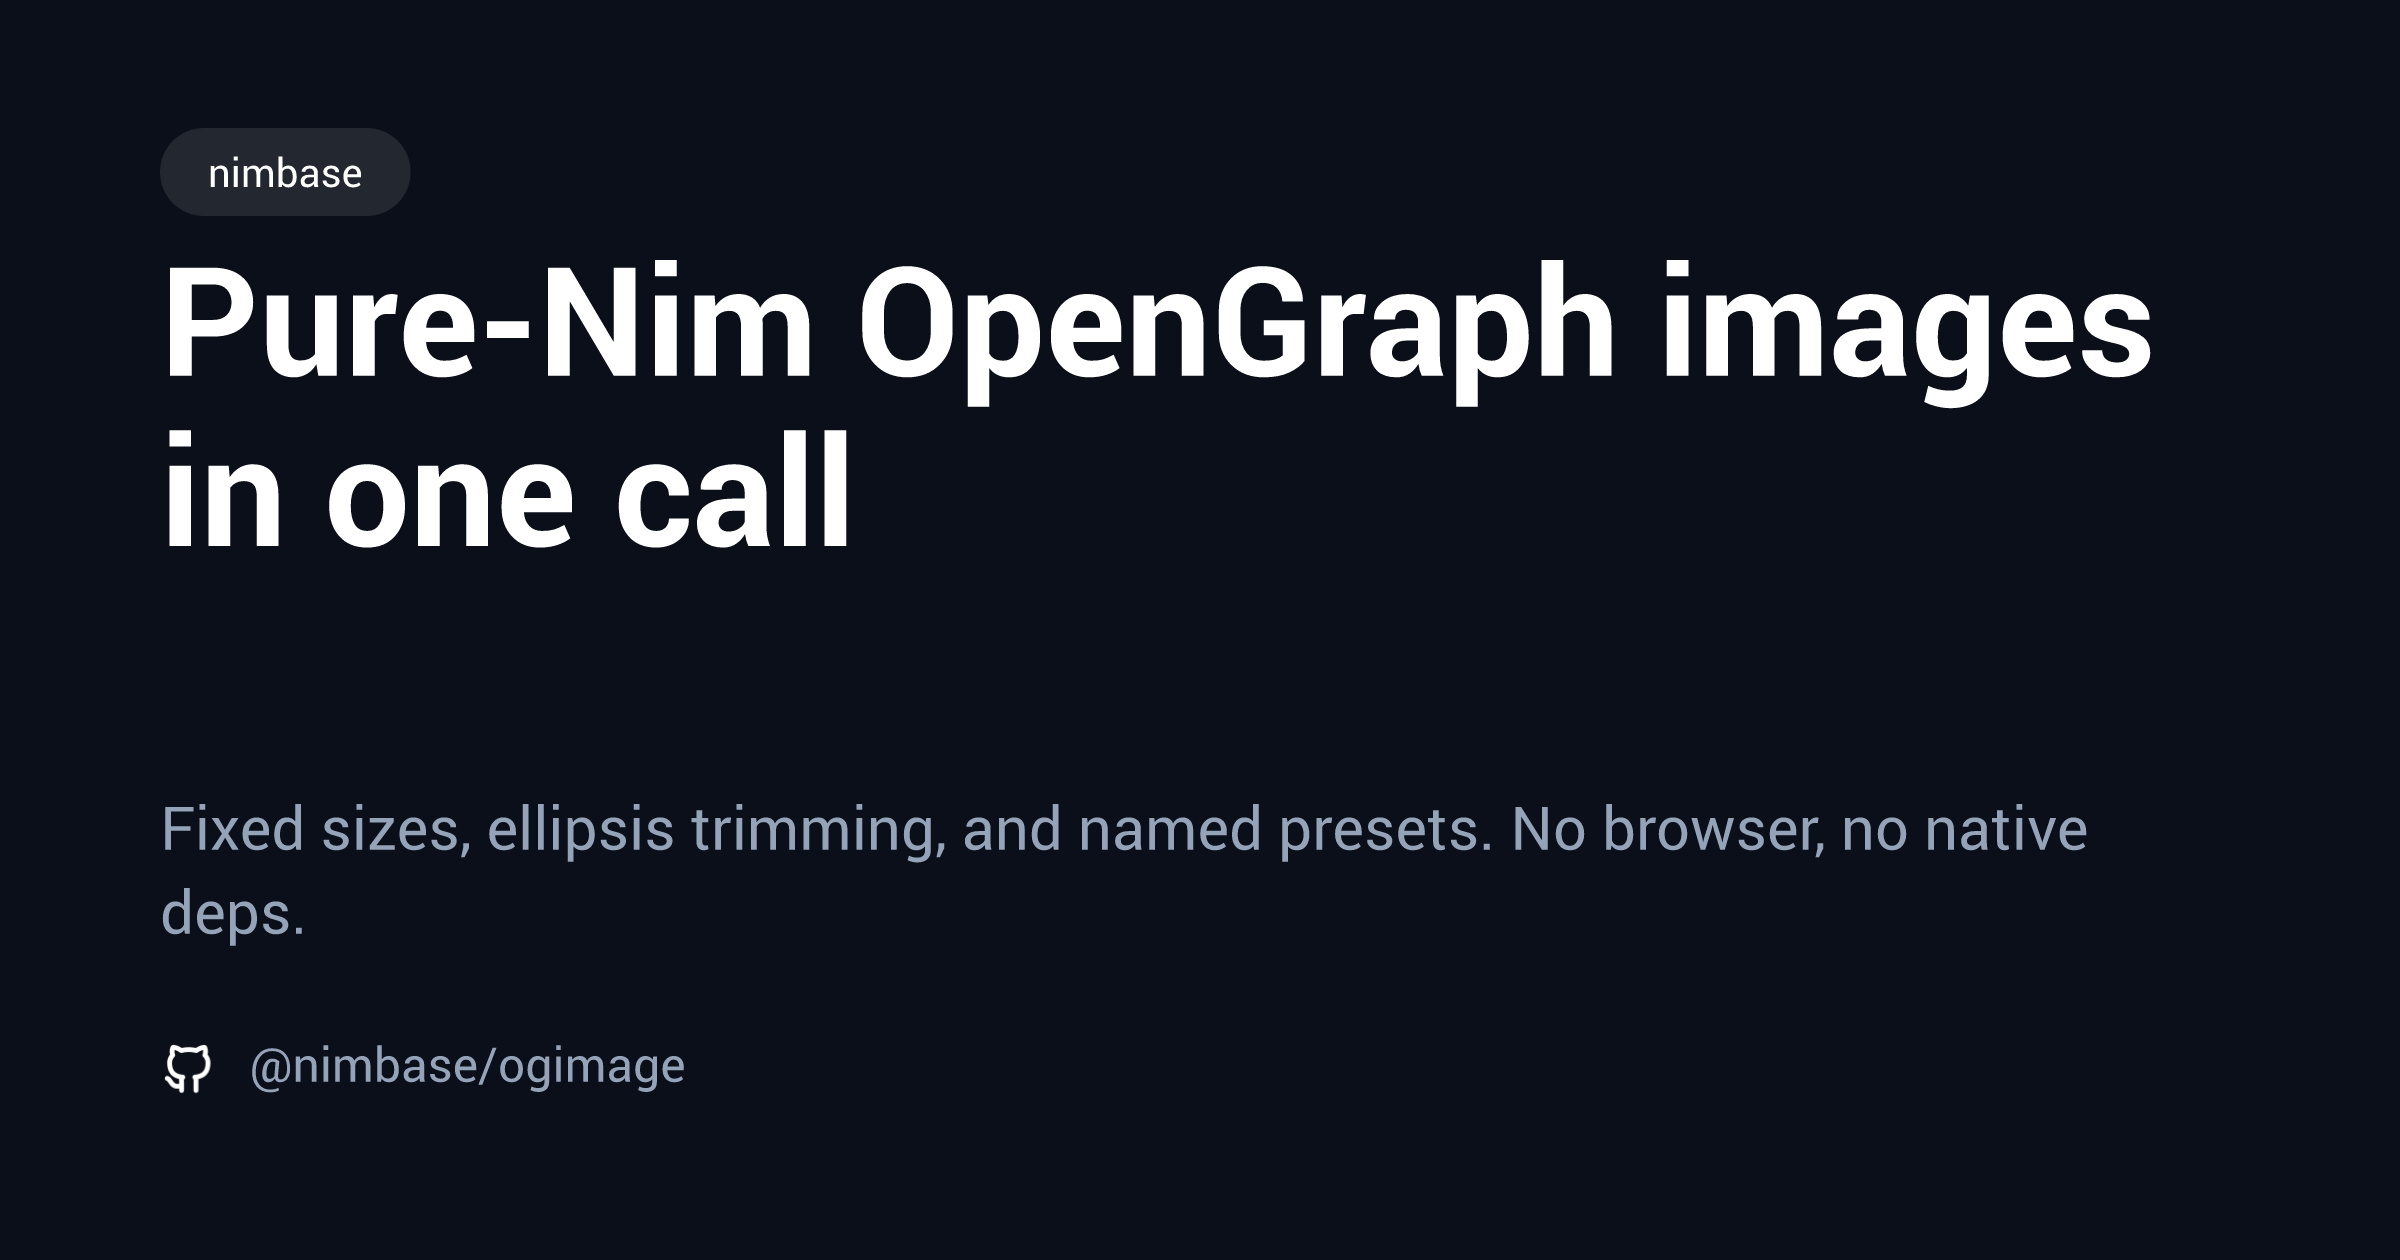 nimbase
Pure-Nim OpenGraph images
in one call
Fixed sizes, ellipsis trimming, and named presets. No browser, no native
deps.
@nimbase/ogimage